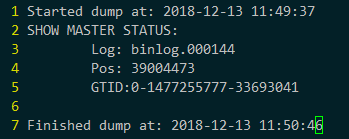 1 Started dump at: 2018-12-13 11:49:37
2 SHOW MASTER STATUS:
3         Log: binlog.000144
4         Pos: 39004473
5         GTID:0-1477255777-33693041
6
7 Finished dump at: 2018-12-13 11:50:46